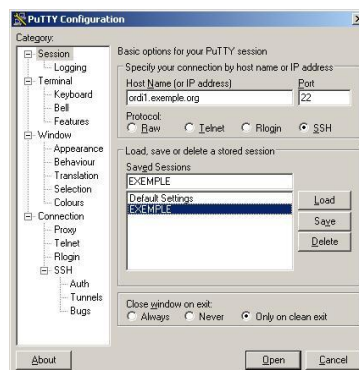 PuTTY Configuration
Category:
Session
Logging
Terminal
Keyboard
Bell
Features
Window
Appearance
Behaviour
Translation
Selection
Colours
Connection
Proxy
Telnet
Rlogin
SSH
Auth
Tunnels
Bugs
Basic options for your PuTTY session
Specify your connection by host name or IP address
Host Name (or IP address) Port
ordi1.exemple.org 22
Protocol:
Raw Telnet Rlogin SSH
Load, save or delete a stored session
Saved Sessions
EXEMPLE
Default Settings
EXEMPLE
Load
Save
Delete
Close window on exit:
Always Never Only on clean exit
About Open Cancel